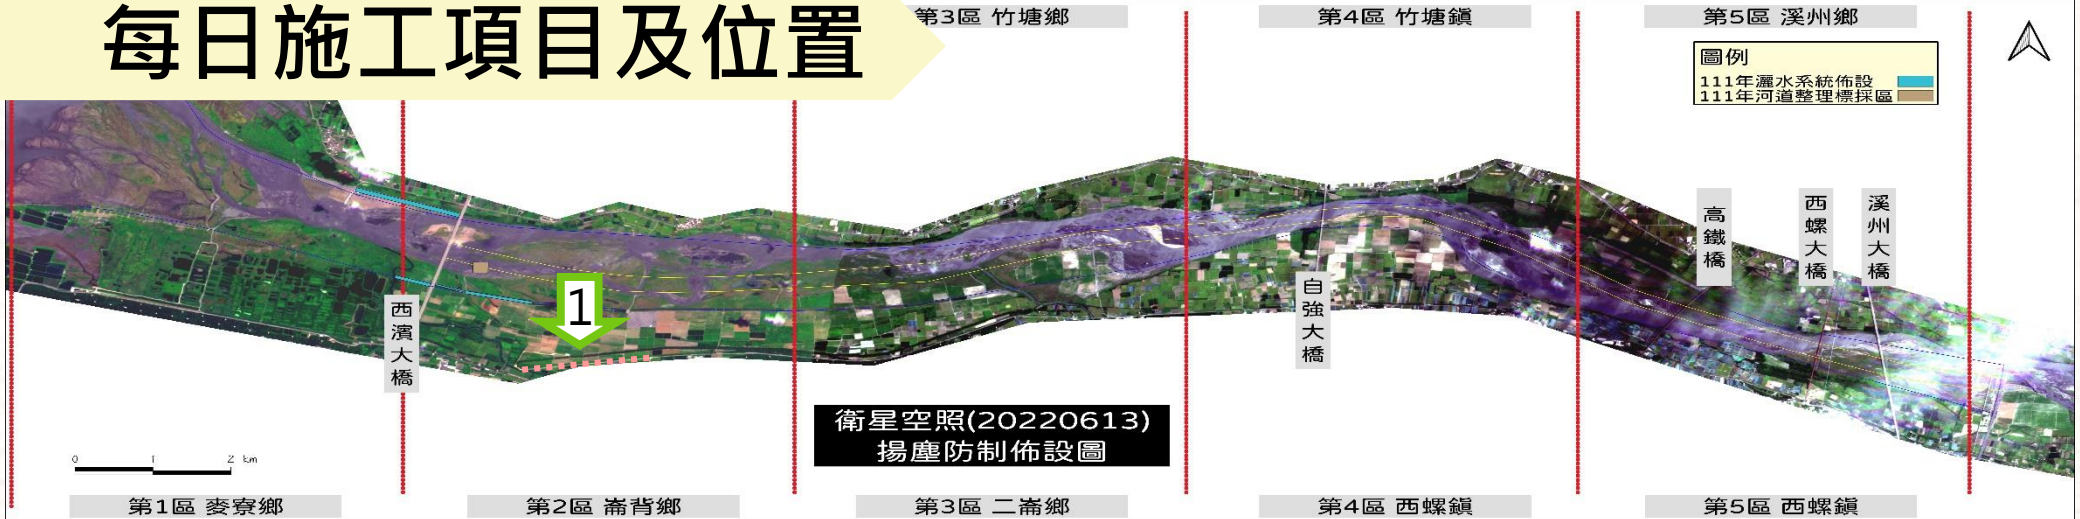 每日施工項目及位置
第3區 竹塘鄉
第4區 竹塘鎮
第5區 溪州鄉
圖例
111年灑水系統佈設
111年河道整理標採區
高鐵橋
西螺大橋
溪州大橋
1
自強大橋
西濱大橋
衛星空照(20220613)
揚塵防制佈設圖
0 1 2 km
第1區 麥寮鄉
第2區 崙背鄉
第3區 二崙鄉
第4區 西螺鎮
第5區 西螺鎮